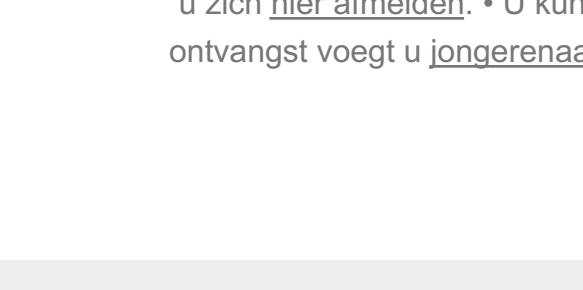 u zich hier afmelden. • U kun
ontvangst voegt u jongerenaa